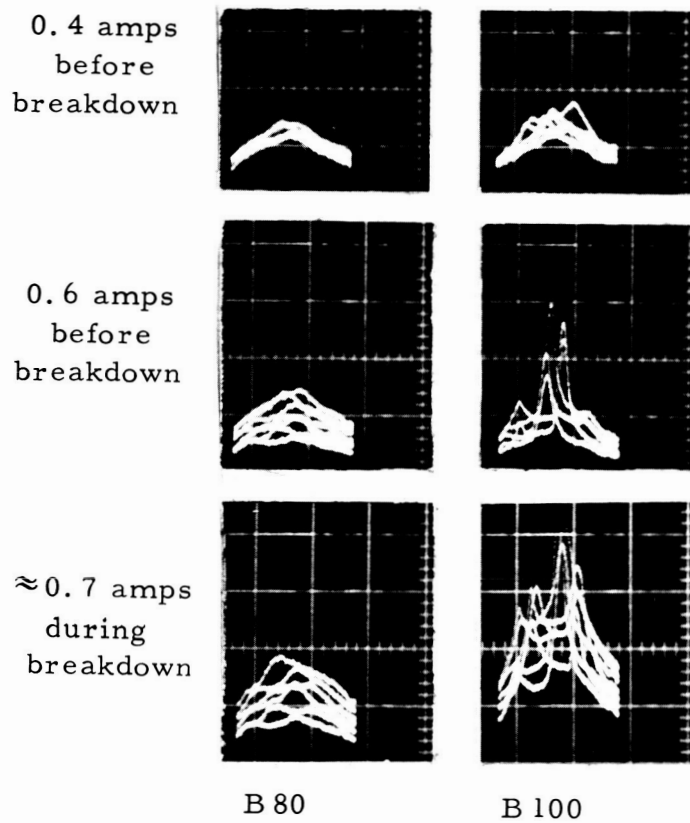 0.4 amps
before
breakdown
0.6 amps
before
breakdown
≈0.7 amps
during
breakdown
B 80
B 100